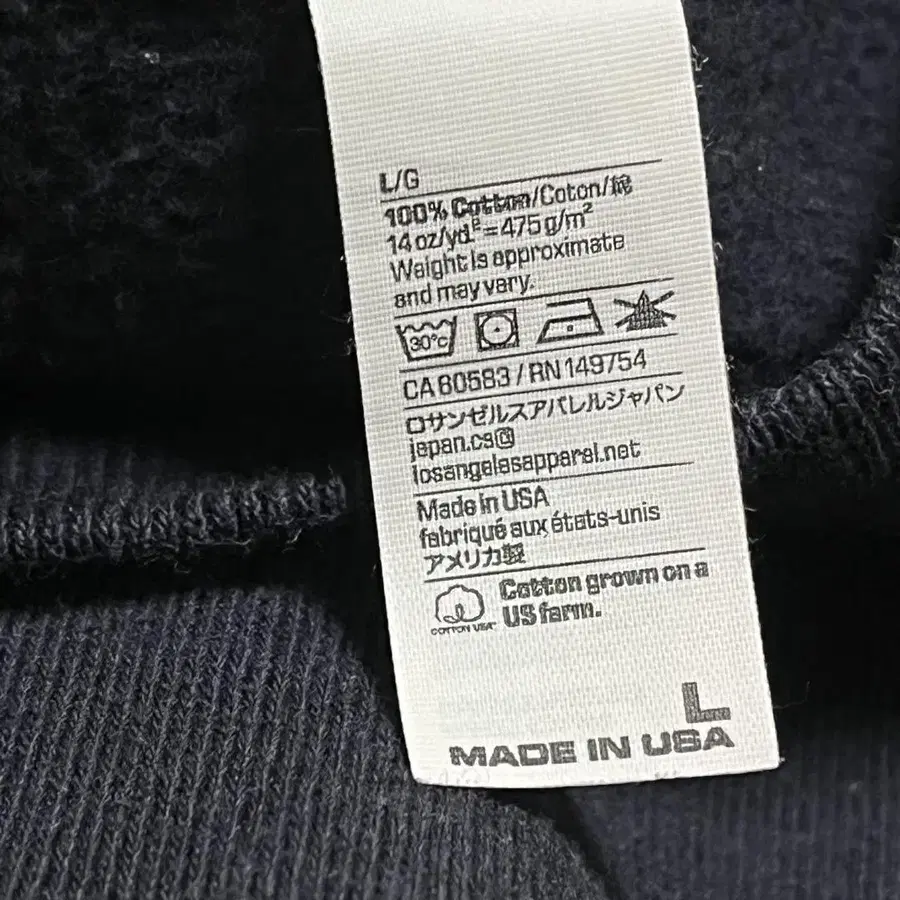 L/G
100% Cotton/Coton/綿
14 oz/yd²=475g/m²
Weight is approximate
and may vary.
30°C
CA 60583 / RN 149754
ロサンゼルスアパレルジャパン
japan.cs@
losangelesapparel.net
Made in USA
fabriqué aux états-unis
アメリカ製
COTTON USA
Cotton grown on a
US farm.
L
MADE IN USA